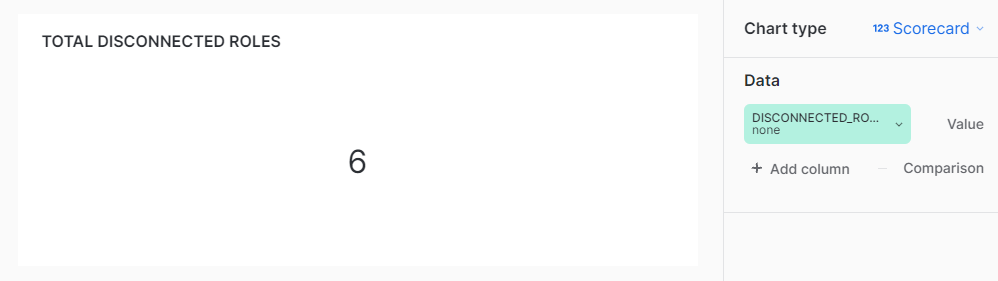 TOTAL DISCONNECTED ROLES
6
Chart type 123 Scorecard
Data
DISCONNECTED_RO...
none
Value
+ Add column — Comparison